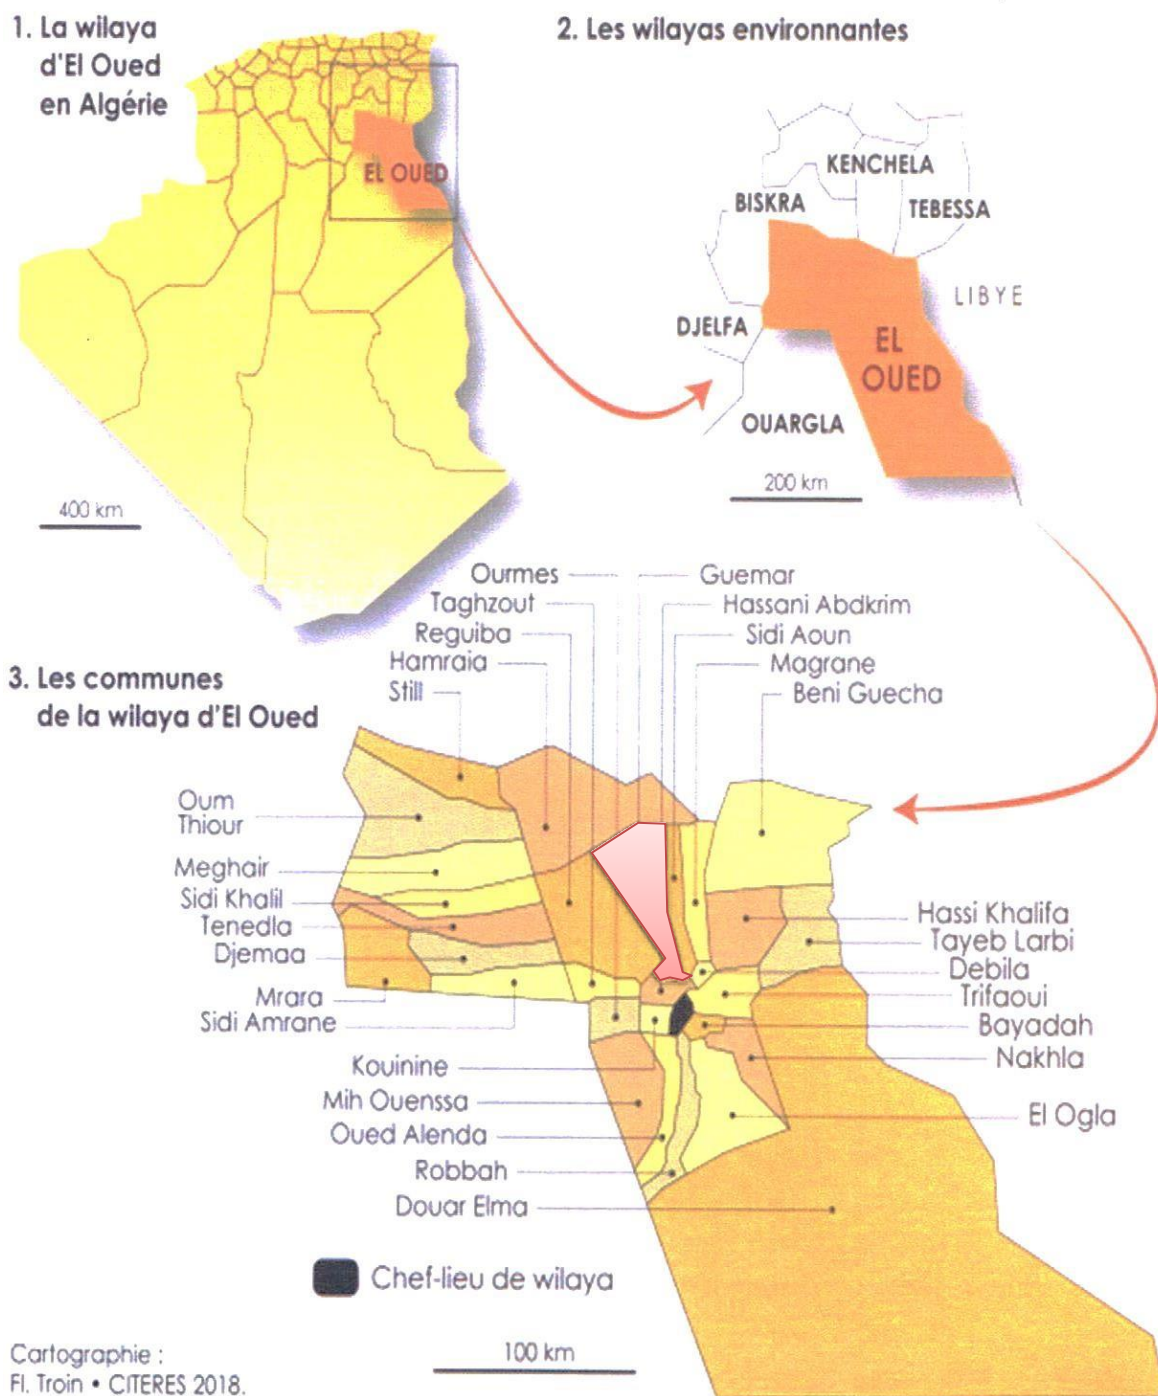 1. La wilaya
d'El Oued
en Algérie
EL OUED
400 km
2. Les wilayas environnantes
KENCHELA
BISKRA
TEBESSA
LIBYE
DJELFA
EL
OUED
OUARGLA
200 km
3. Les communes
de la wilaya d'El Oued
Ourmes
Taghzout
Reguiba
Hamraia
Still
Guemar
Hassani Abdkrim
Sidi Aoun
Magrane
Beni Guecha
Oum
Thiour
Meghair
Sidi Khalil
Tenedla
Djemaa
Mrara
Sidi Amrane
Hassi Khalifa
Tayeb Larbi
Debila
Trifaoui
Bayadah
Nakhla
El Ogla
Kouinine
Mih Ouenssa
Oued Alenda
Robbah
Douar Elma
Chef-lieu de wilaya
100 km
Cartographie :
Fl. Troin • CITERES 2018.